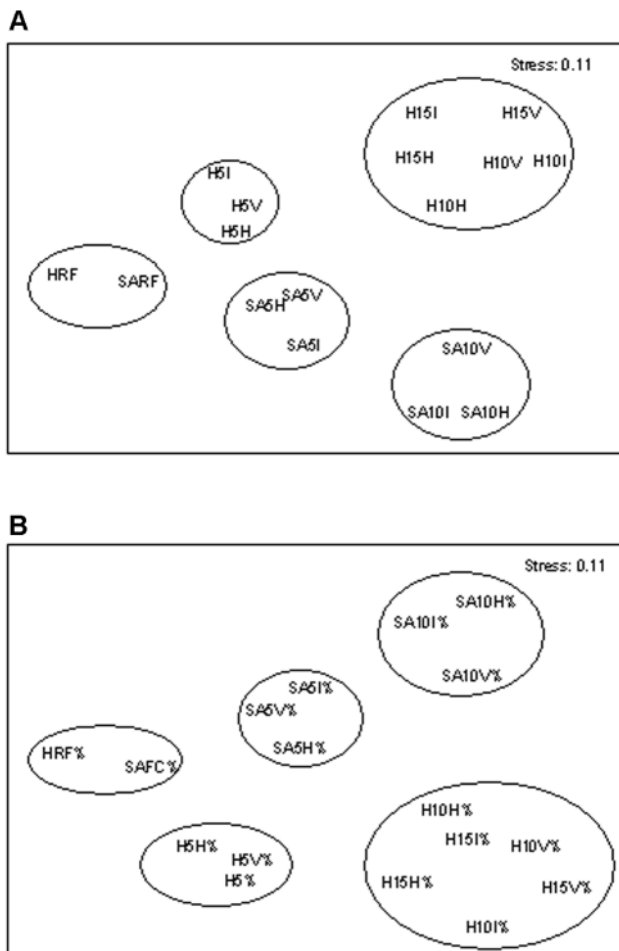 A
Stress: 0.11
H15I H15V
H15H H10V H10I
H10H
H5I
H5V
H5H
HRF SARF
SA5H SA5V
SA5I
SA10V
SA10I SA10H
B
Stress: 0.11
SA10H%
SA10I%
SA10V%
SA5I%
SA5V%
SA5H%
HRF%
SAFC%
H5H%
H5V%
H5%
H10H%
H15I% H10V%
H15H% H15V%
H10I%